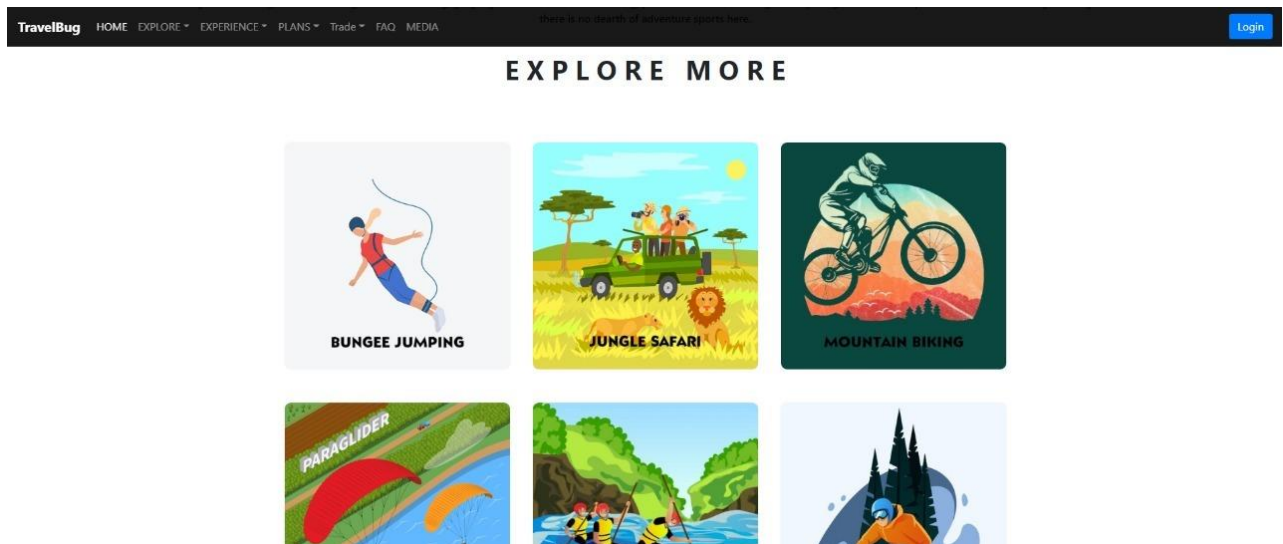 there is no dearth of adventure sports here.
TravelBug HOME EXPLORE EXPERIENCE PLANS Trade FAQ MEDIA Login
EXPLORE MORE
BUNGEE JUMPING
JUNGLE SAFARI
MOUNTAIN BIKING
PARAGLIDER